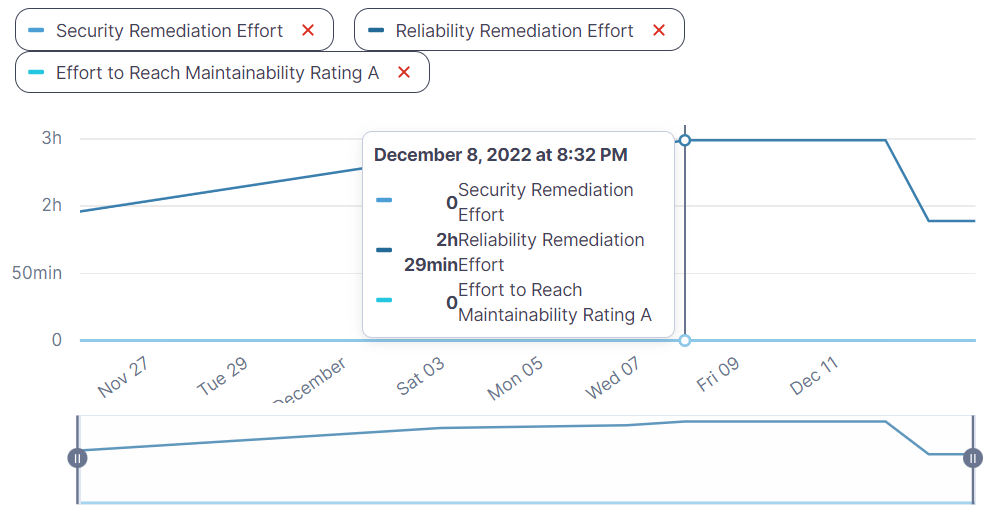 Security Remediation Effort ✕ Reliability Remediation Effort ✕
Effort to Reach Maintainability Rating A ✕
3h
2h
50min
0
December 8, 2022 at 8:32 PM
0 Security Remediation
Effort
2h Reliability Remediation
29min Effort
0 Effort to Reach
Maintainability Rating A
Nov 27 Tue 29 December Sat 03 Mon 05 Wed 07 Fri 09 Dec 11